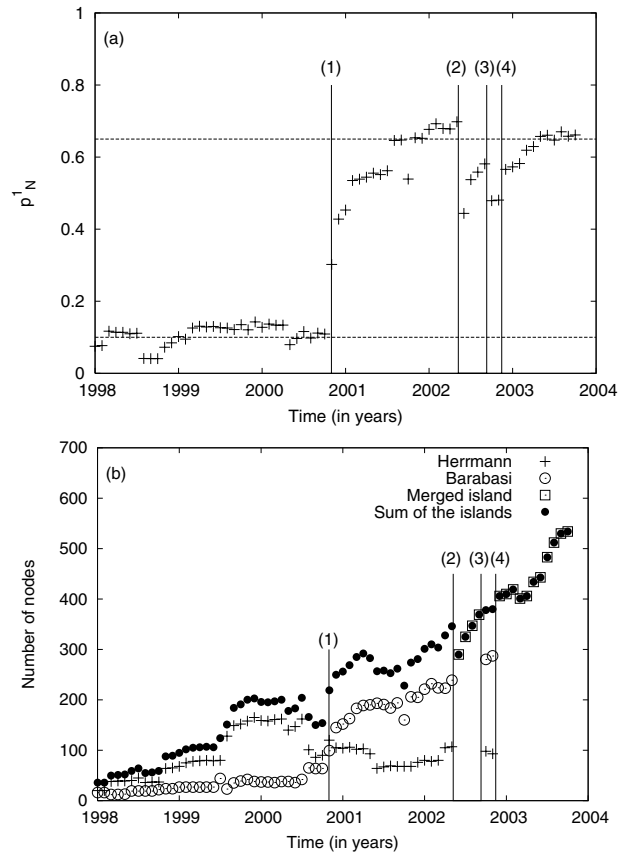 (a)
(1) (2) (3) (4)
1
0.8
0.6
0.4
0.2
0
p¹N
1998 1999 2000 2001 2002 2003 2004
Time (in years)
(b)
Herrmann
Barabasi
Merged island
Sum of the islands
(1) (2) (3) (4)
700
600
500
400
300
200
100
0
Number of nodes
1998 1999 2000 2001 2002 2003 2004
Time (in years)